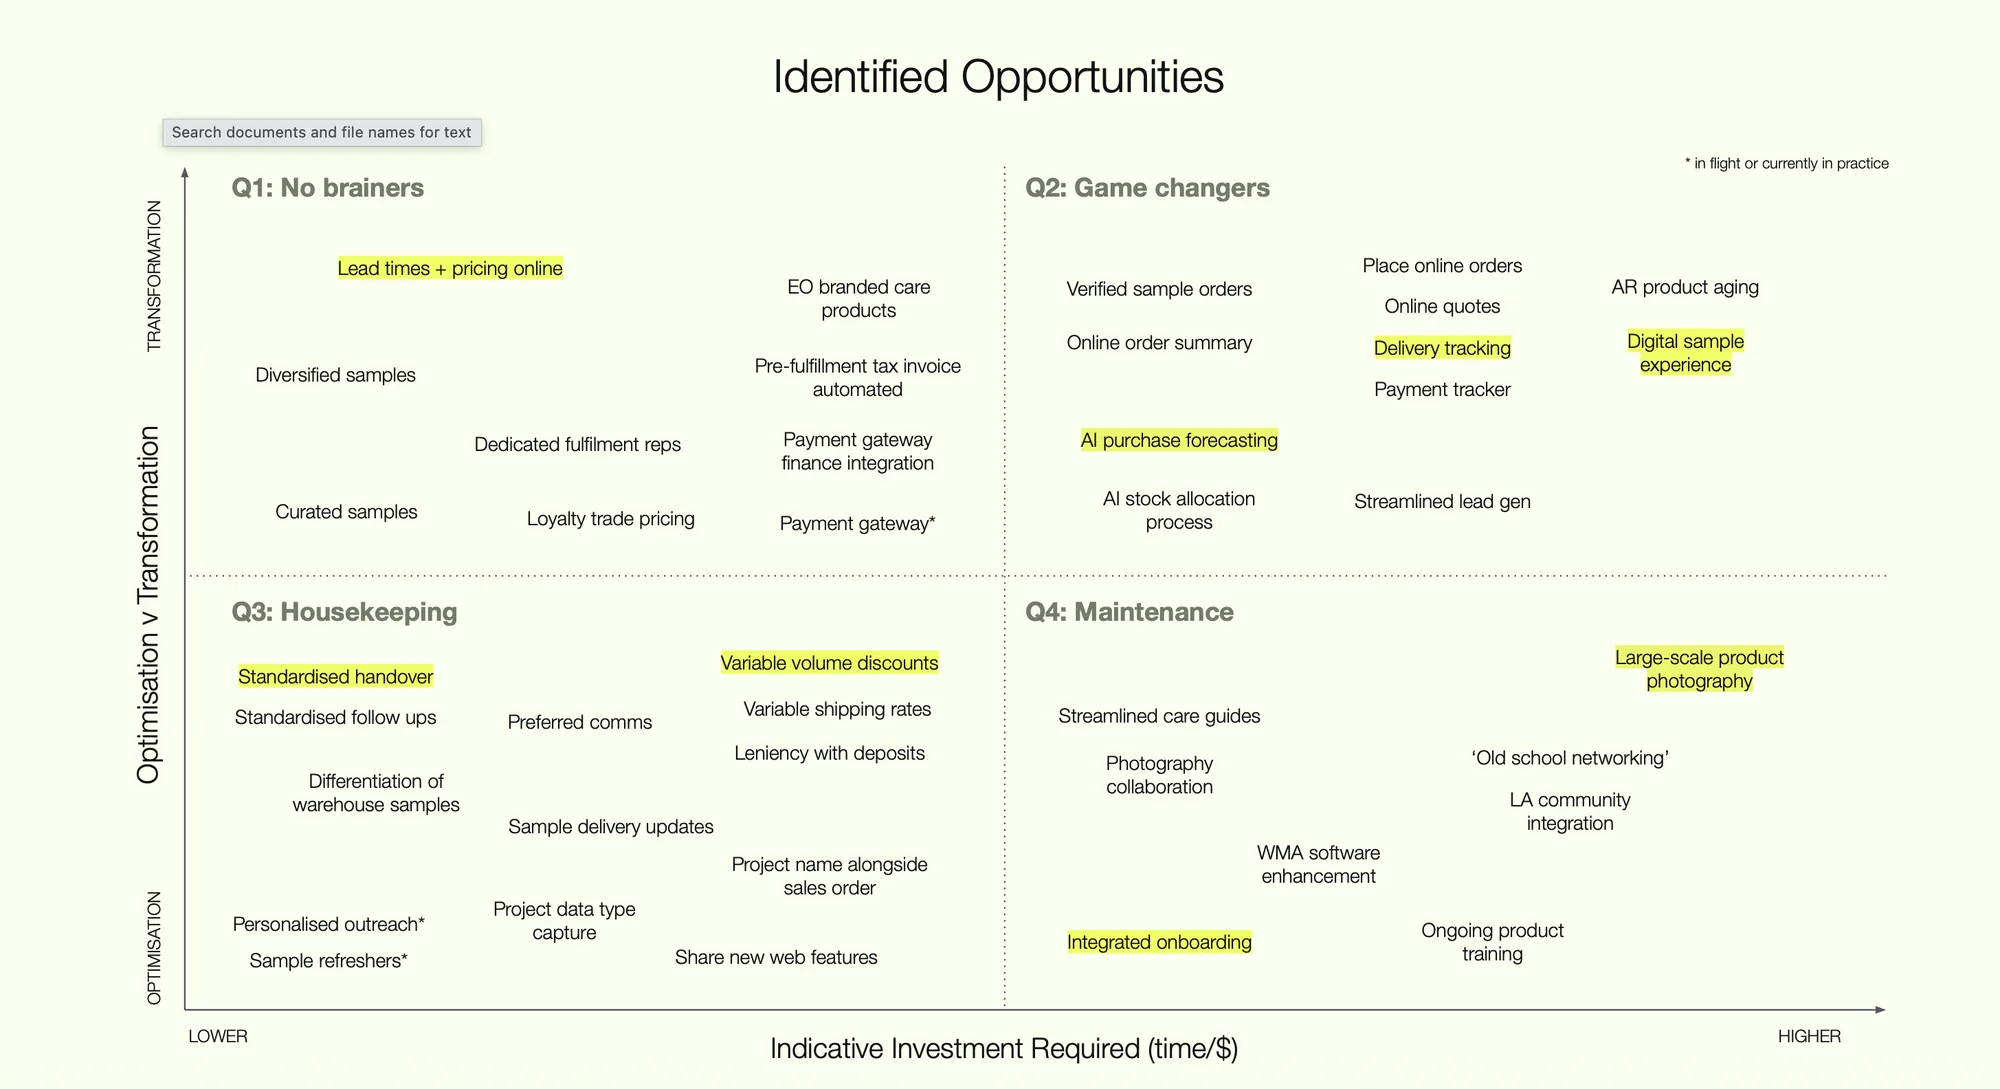 Identified Opportunities
Search documents and file names for text
* in flight or currently in practice
Optimisation v Transformation
TRANSFORMATION
OPTIMISATION
Q1: No brainers
Lead times + pricing online
EO branded care
products
Diversified samples
Pre-fulfillment tax invoice
automated
Dedicated fulfilment reps
Payment gateway
finance integration
Curated samples
Loyalty trade pricing
Payment gateway*
Q2: Game changers
Verified sample orders
Online order summary
Place online orders
Online quotes
Delivery tracking
Payment tracker
AR product aging
Digital sample
experience
AI purchase forecasting
AI stock allocation
process
Streamlined lead gen
Q3: Housekeeping
Standardised handover
Standardised follow ups
Preferred comms
Variable volume discounts
Variable shipping rates
Leniency with deposits
Differentiation of
warehouse samples
Sample delivery updates
Project name alongside
sales order
Personalised outreach*
Sample refreshers*
Project data type
capture
Share new web features
Q4: Maintenance
Large-scale product
photography
Streamlined care guides
Photography
collaboration
‘Old school networking’
LA community
integration
WMA software
enhancement
Integrated onboarding
Ongoing product
training
LOWER
Indicative Investment Required (time/$)
HIGHER